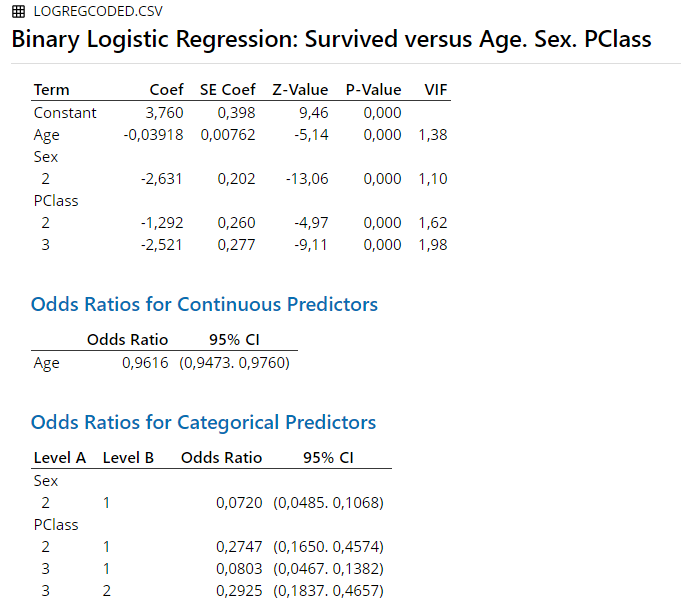 LOGREGCODED.CSV
Binary Logistic Regression: Survived versus Age. Sex. PClass
Term Coef SE Coef Z-Value P-Value VIF
Constant 3,760 0,398 9,46 0,000
Age -0,03918 0,00762 -5,14 0,000 1,38
Sex
2 -2,631 0,202 -13,06 0,000 1,10
PClass
2 -1,292 0,260 -4,97 0,000 1,62
3 -2,521 0,277 -9,11 0,000 1,98
Odds Ratios for Continuous Predictors
Odds Ratio 95% CI
Age 0,9616 (0,9473. 0,9760)
Odds Ratios for Categorical Predictors
Level A Level B Odds Ratio 95% CI
Sex
2 1 0,0720 (0,0485. 0,1068)
PClass
2 1 0,2747 (0,1650. 0,4574)
3 1 0,0803 (0,0467. 0,1382)
3 2 0,2925 (0,1837. 0,4657)